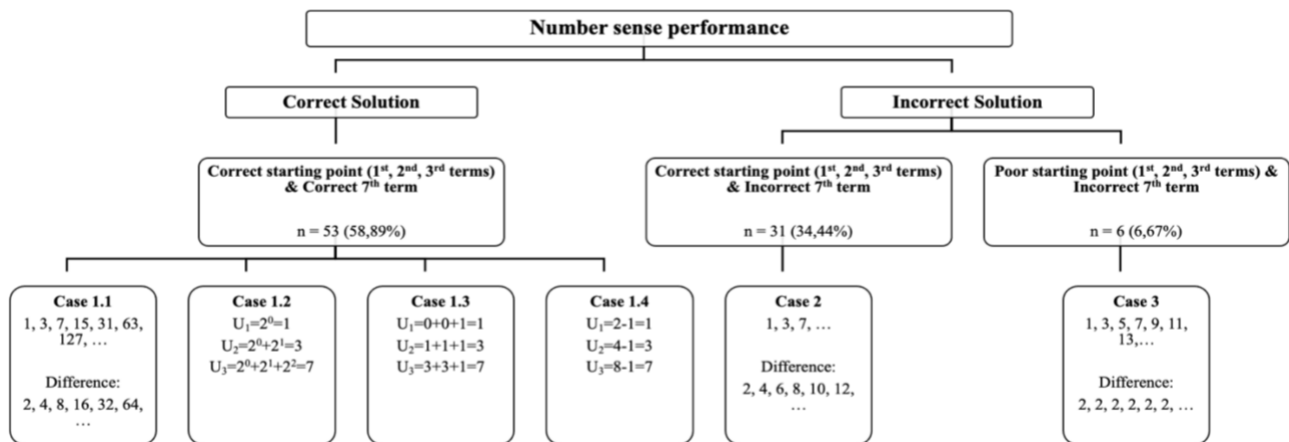 Number sense performance
Correct Solution
Incorrect Solution
Correct starting point (1st, 2nd, 3rd terms)
& Correct 7th term
n = 53 (58,89%)
Correct starting point (1st, 2nd, 3rd terms)
& Incorrect 7th term
n = 31 (34,44%)
Poor starting point (1st, 2nd, 3rd terms) &
Incorrect 7th term
n = 6 (6,67%)
Case 1.1
1, 3, 7, 15, 31, 63,
127, …
Difference:
2, 4, 8, 16, 32, 64,
…
Case 1.2
U₁=2⁰=1
U₂=2⁰+2¹=3
U₃=2⁰+2¹+2²=7
Case 1.3
U₁=0+0+1=1
U₂=1+1+1=3
U₃=3+3+1=7
Case 1.4
U₁=2-1=1
U₂=4-1=3
U₃=8-1=7
Case 2
1, 3, 7, …
Difference:
2, 4, 6, 8, 10, 12,
…
Case 3
1, 3, 5, 7, 9, 11,
13,…
Difference:
2, 2, 2, 2, 2, 2, …